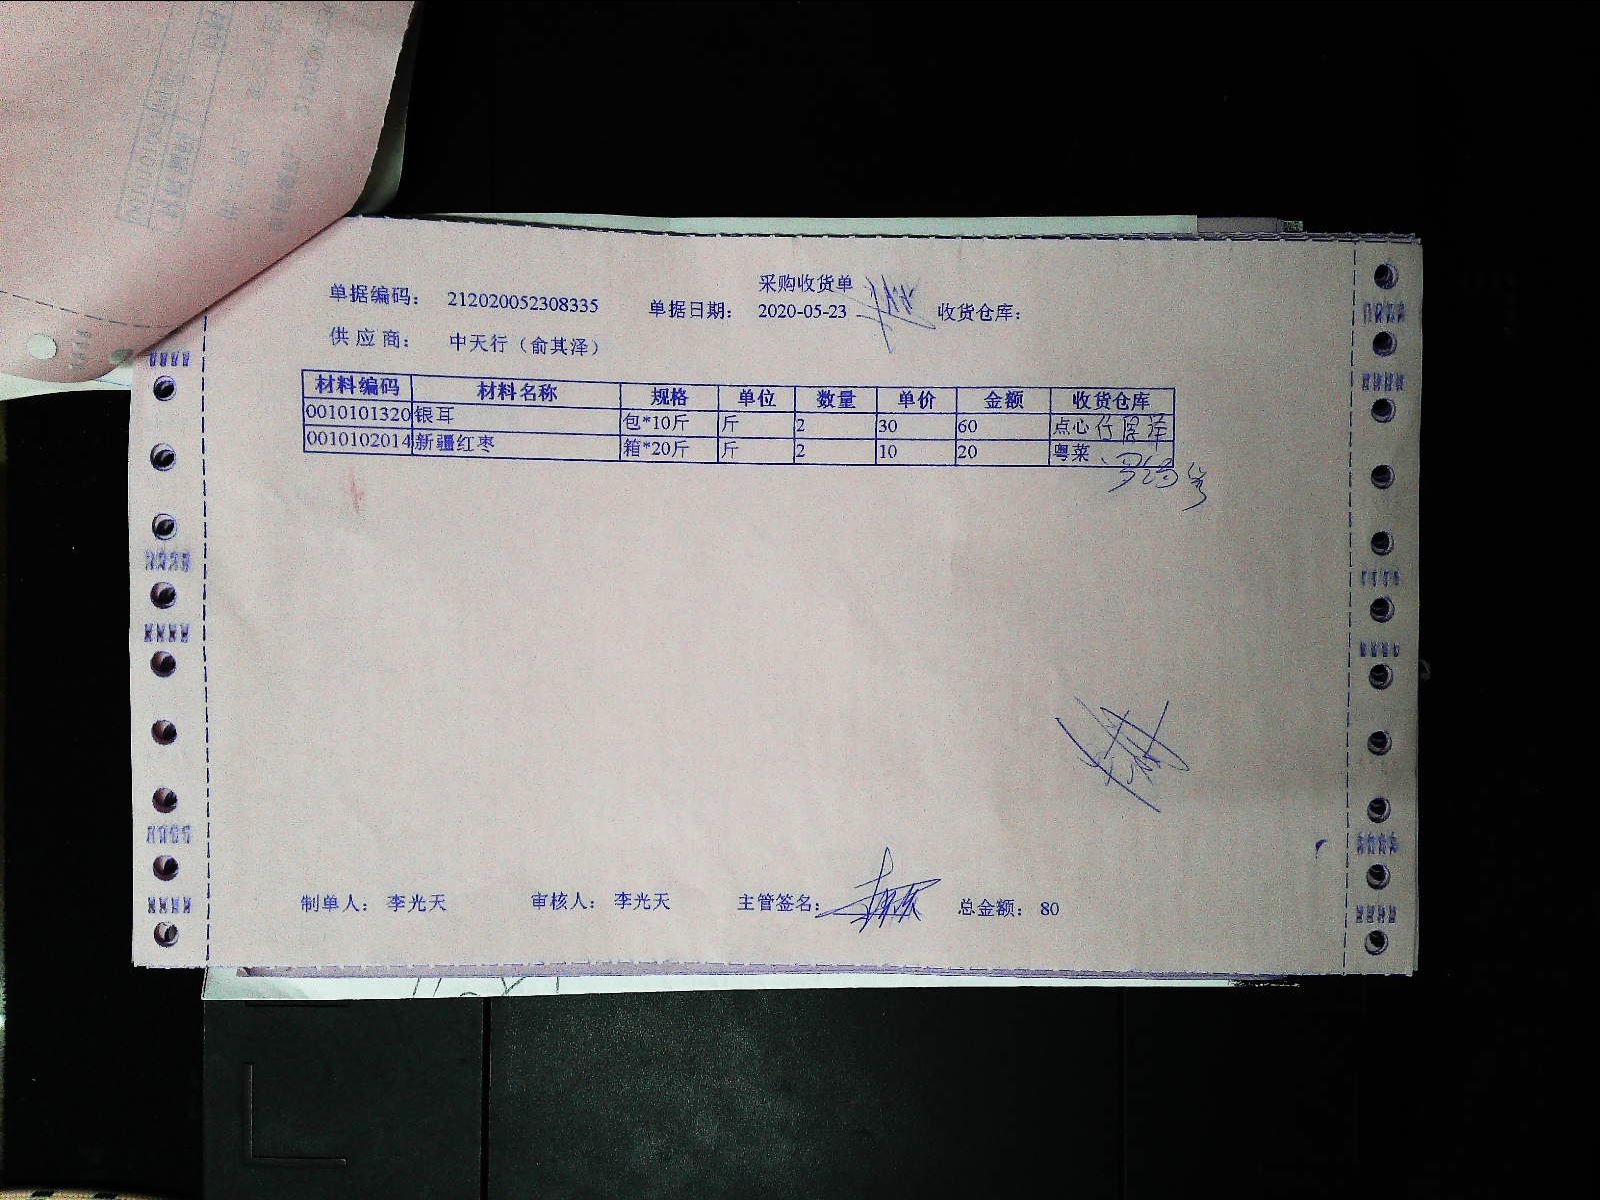 采购收货单
单据编码： 212020052308335 单据日期： 2020-05-23 收货仓库：
供应商： 中天行（俞其泽）
材料编码 材料名称 规格 单位 数量 单价 金额 收货仓库
0010101320 银耳 包*10斤 斤 2 30 60 点心
0010102014 新疆红枣 箱*20斤 斤 2 10 20 粤菜
制单人： 李光天 审核人： 李光天 主管签名： 总金额： 80